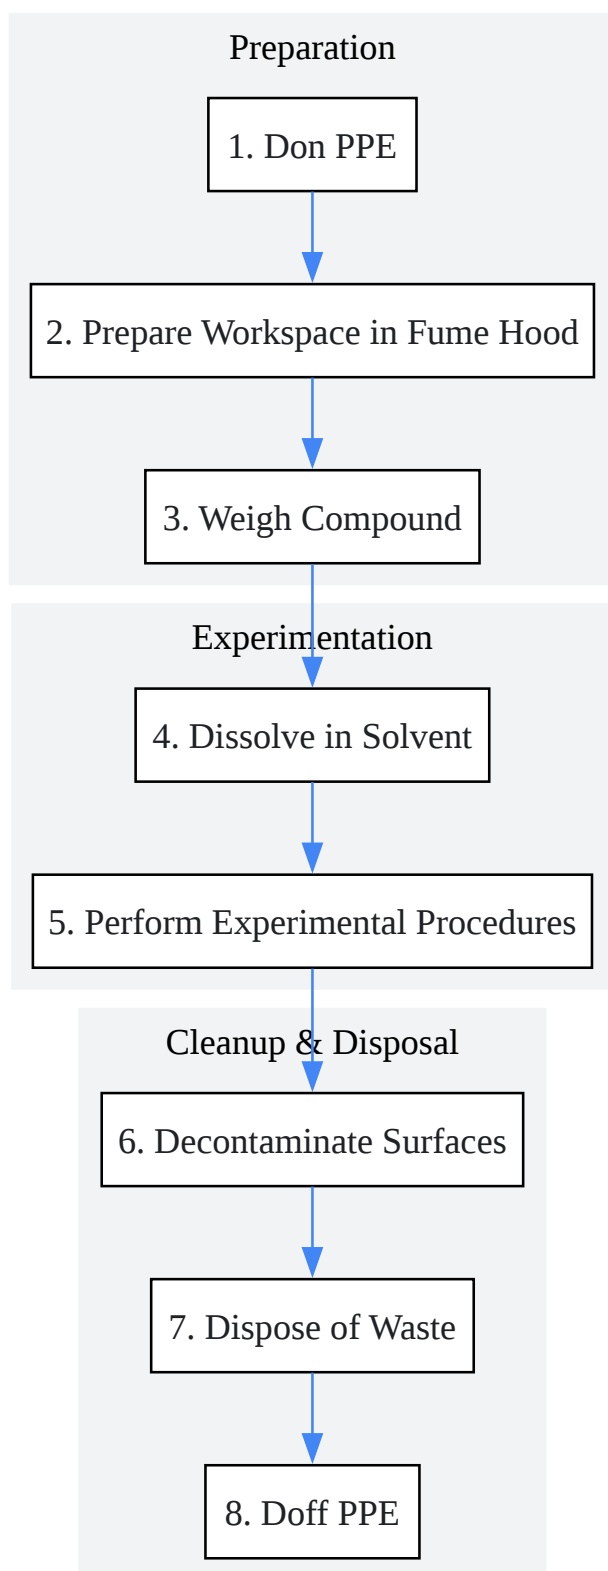 Preparation
1. Don PPE
2. Prepare Workspace in Fume Hood
3. Weigh Compound
Experimentation
4. Dissolve in Solvent
5. Perform Experimental Procedures
Cleanup & Disposal
6. Decontaminate Surfaces
7. Dispose of Waste
8. Doff PPE